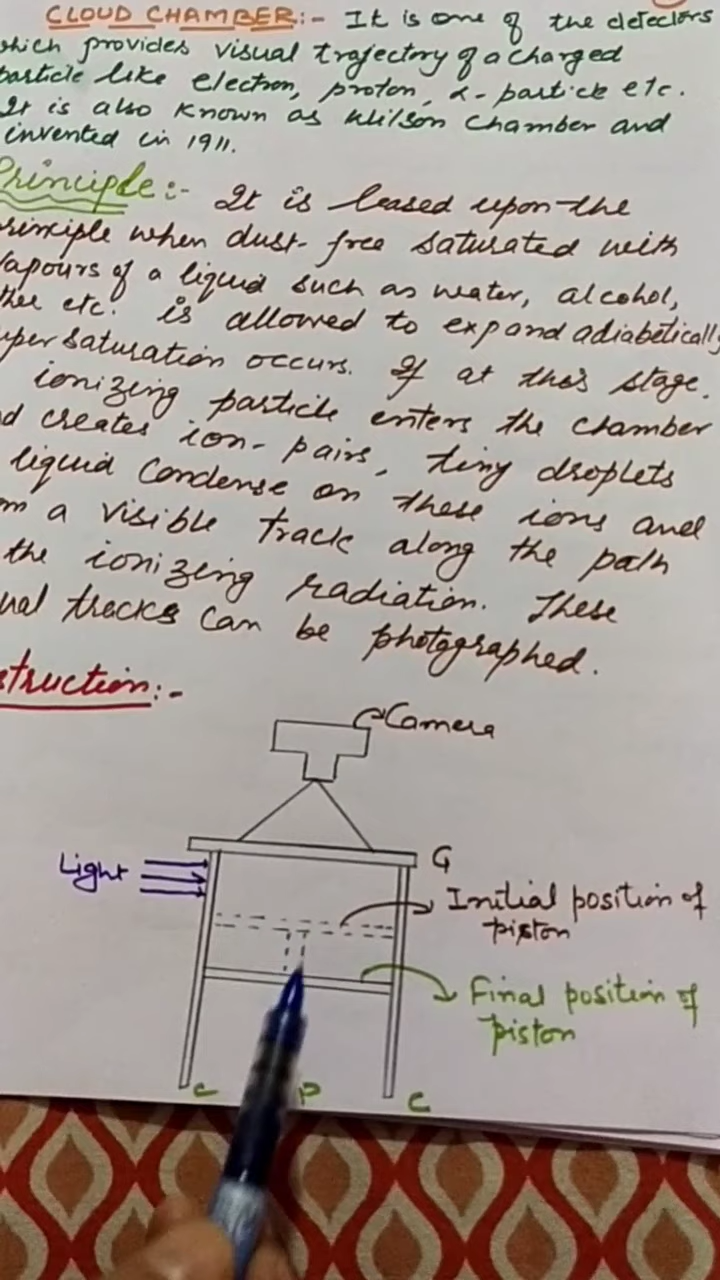 CLOUD CHAMBER:- It is one of the detectors
which provides visual trajectory of a charged
particle like electron, proton, α-particle etc.
It is also known as Wilson Chamber and
invented in 1911.
Principle:- It is based upon the
principle when dust-free saturated with
vapours of a liquid such as water, alcohol,
ther etc. is allowed to expand adiabetically
uper saturation occurs. If at this stage.
ionizing particle enters the chamber
d creates ion-pairs, tiny droplets
liquid condense on these ions and
m a visible track along the path
the ionizing radiation. These
ual tracks can be photographed.
struction:-
Camera
G
Light
Initial position of
piston
Final position of
piston
C P C